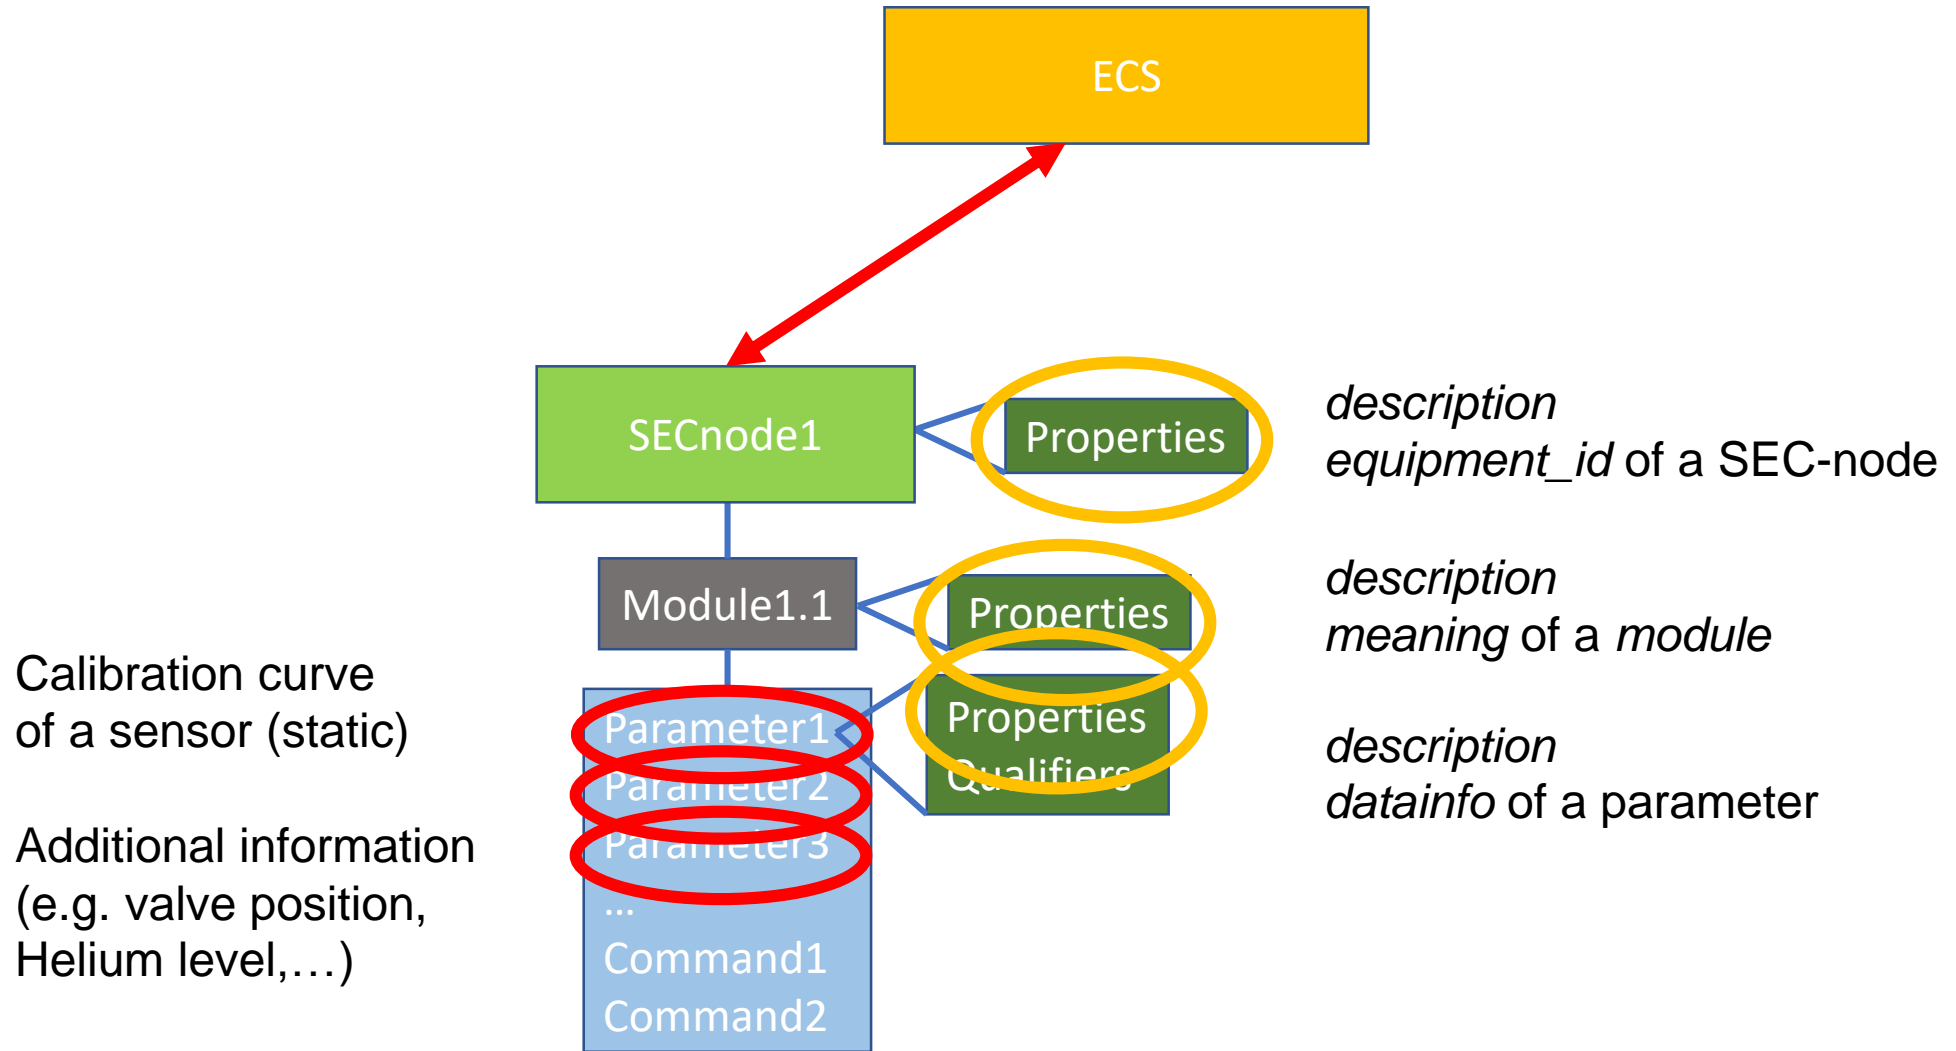 ECS
SECnode1
Properties
description
equipment_id of a SEC-node
Module1.1
Properties
description
meaning of a module
Calibration curve
of a sensor (static)
Parameter1
Parameter2
Parameter3
...
Command1
Command2
Properties
Qualifiers
description
datainfo of a parameter
Additional information
(e.g. valve position,
Helium level,...)